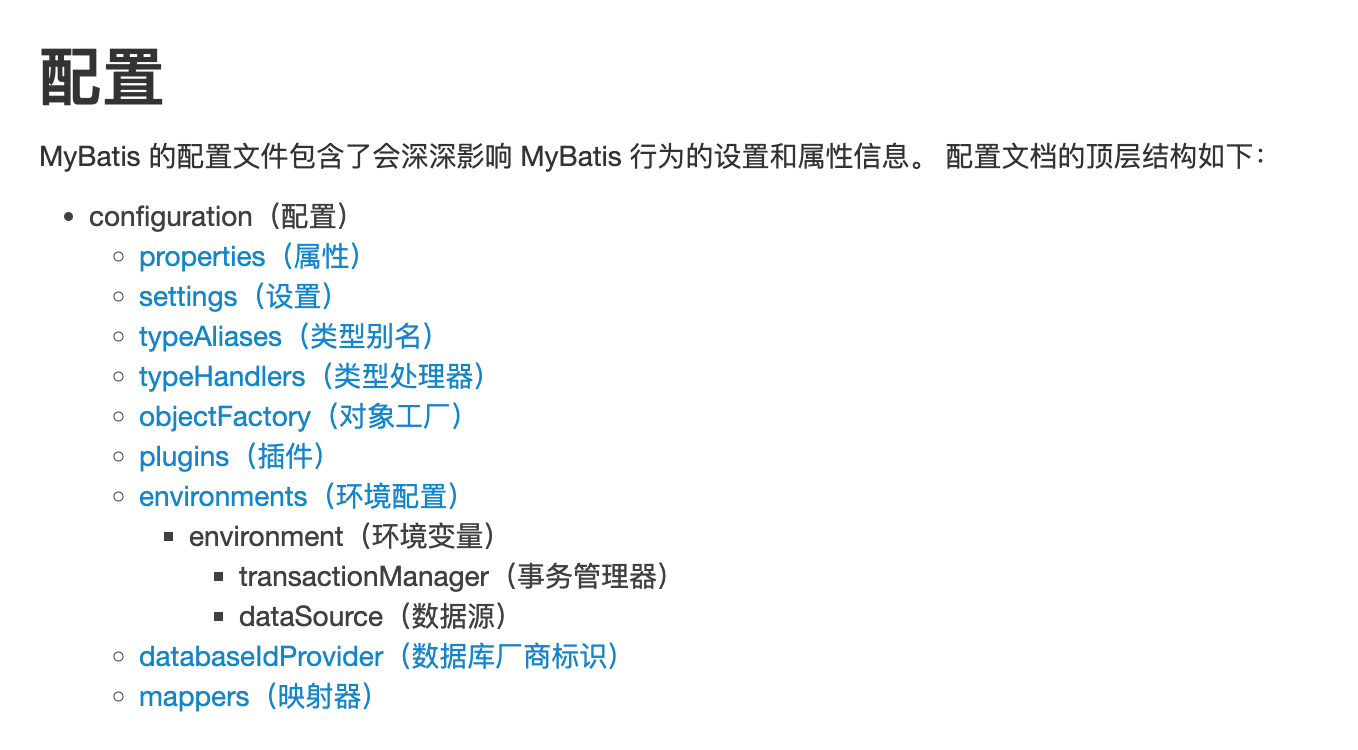 配置
MyBatis 的配置文件包含了会深深影响 MyBatis 行为的设置和属性信息。 配置文档的顶层结构如下：
configuration（配置）
properties（属性）
settings（设置）
typeAliases（类型别名）
typeHandlers（类型处理器）
objectFactory（对象工厂）
plugins（插件）
environments（环境配置）
environment（环境变量）
transactionManager（事务管理器）
dataSource（数据源）
databaseIdProvider（数据库厂商标识）
mappers（映射器）